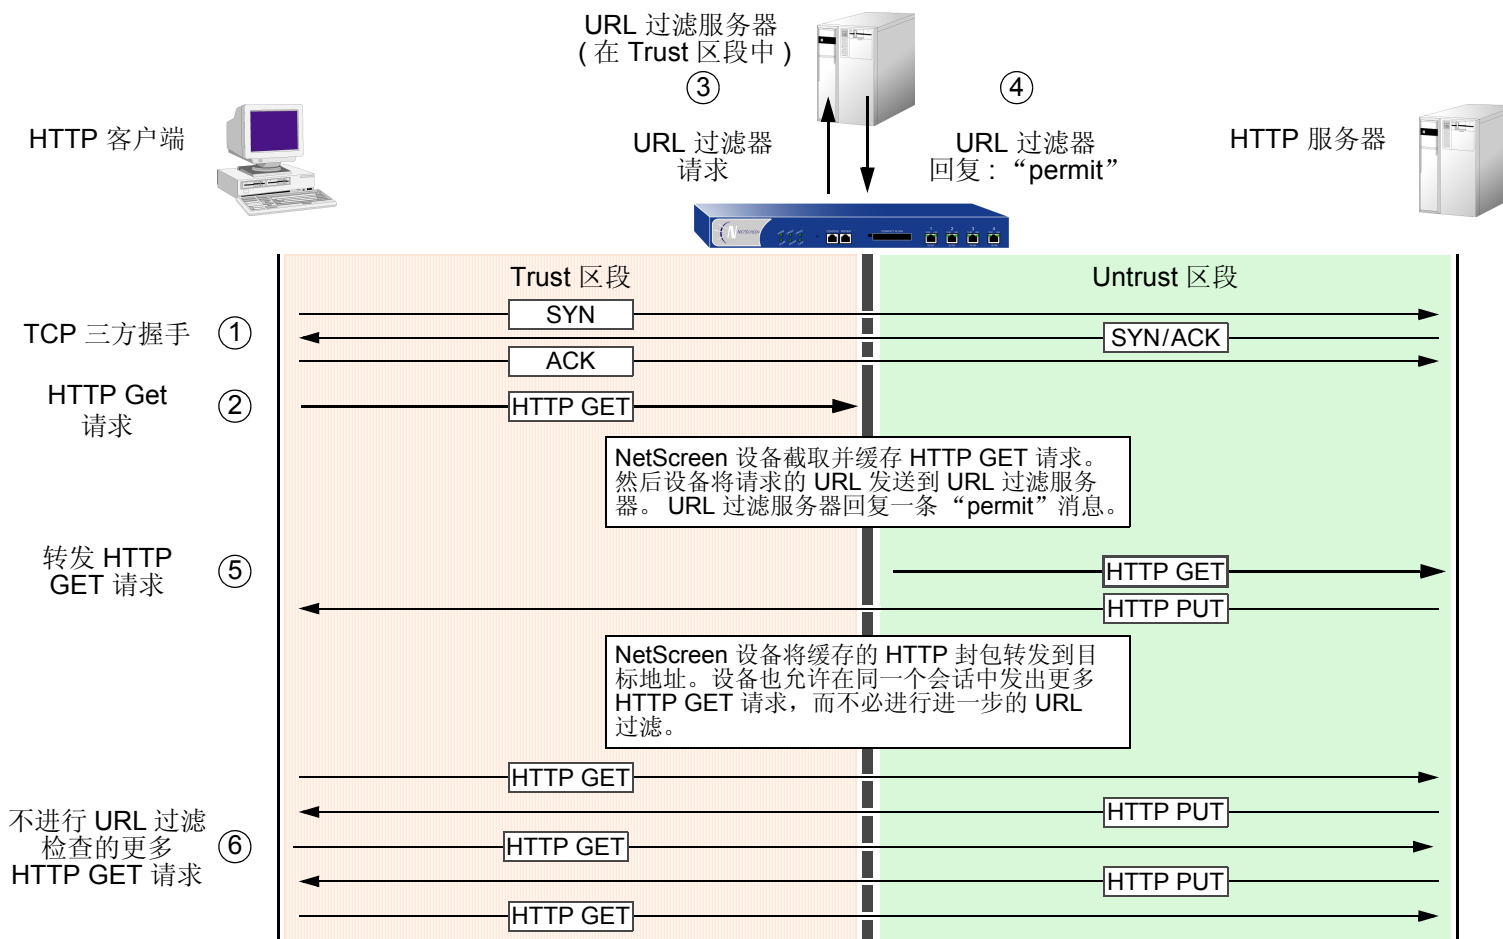 URL 过滤服务器
( 在 Trust 区段中 )
③
④
HTTP 客户端
URL 过滤器
请求
URL 过滤器
回复 : “permit”
HTTP 服务器
NETSCREEN
Trust 区段
Untrust 区段
TCP 三方握手
①
SYN
SYN/ACK
ACK
HTTP Get
请求
②
HTTP GET
NetScreen 设备截取并缓存 HTTP GET 请求。
然后设备将请求的 URL 发送到 URL 过滤服务
器。 URL 过滤服务器回复一条 “permit”消息。
转发 HTTP
GET 请求
⑤
HTTP GET
HTTP PUT
NetScreen 设备将缓存的 HTTP 封包转发到目
标地址。设备也允许在同一个会话中发出更多
HTTP GET 请求，而不必进行进一步的 URL
过滤。
HTTP GET
HTTP PUT
不进行 URL 过滤
检查的更多
HTTP GET 请求
⑥
HTTP GET
HTTP PUT
HTTP GET